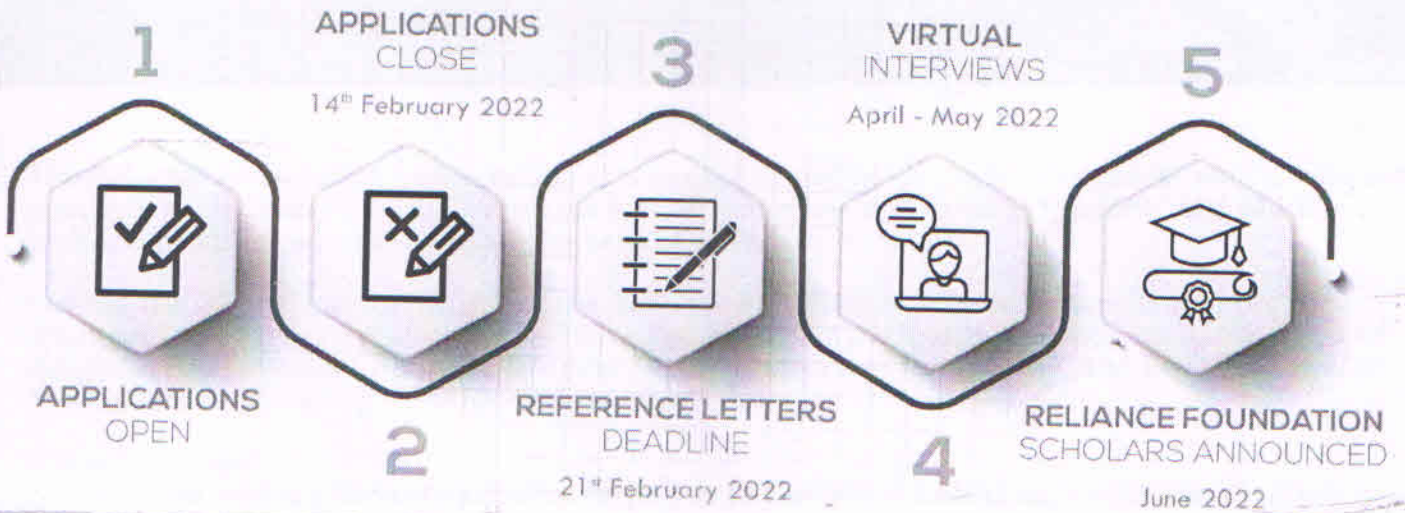 1
APPLICATIONS
OPEN
APPLICATIONS
CLOSE
14th February 2022
2
3
REFERENCE LETTERS
DEADLINE
21st February 2022
VIRTUAL
INTERVIEWS
April - May 2022
4
5
RELIANCE FOUNDATION
SCHOLARS ANNOUNCED
June 2022